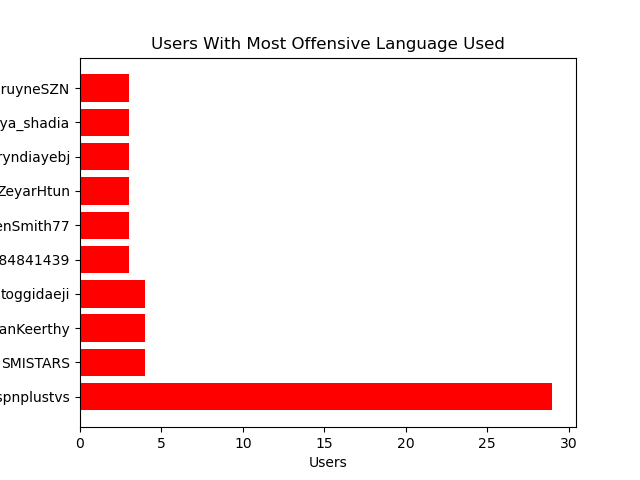 Users With Most Offensive Language Used
ruyneSZN
ya_shadia
ryndiayebj
ZeyarHtun
enSmith77
84841439
toggidaeji
anKeerthy
SMISTARS
spnplustvs
0 5 10 15 20 25 30
Users